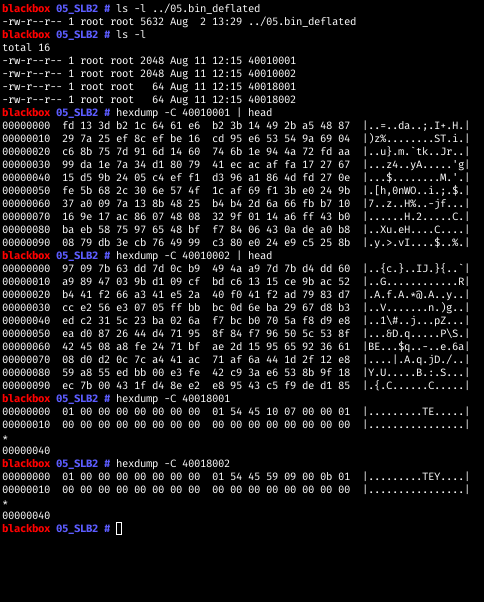 blackbox 05_SLB2 # ls -l ../05.bin_deflated
-rw-r--r-- 1 root root 5632 Aug  2 13:29 ../05.bin_deflated
blackbox 05_SLB2 # ls -l
total 16
-rw-r--r-- 1 root root 2048 Aug 11 12:15 40010001
-rw-r--r-- 1 root root 2048 Aug 11 12:15 40010002
-rw-r--r-- 1 root root   64 Aug 11 12:15 40018001
-rw-r--r-- 1 root root   64 Aug 11 12:15 40018002
blackbox 05_SLB2 # hexdump -C 40010001 | head
00000000  fd 13 3d b2 1c 64 61 e6  b2 3b 14 49 2b a5 48 87  |..=..da..;.I+.H.|
00000010  29 7a 25 ef 8c ef be 16  cd 95 e6 53 54 9a 69 04  |)z%........ST.i.|
00000020  c6 8b 75 7d 91 6d 14 60  74 6b 1e 94 4a 72 fd aa  |..u}.m.`tk..Jr..|
00000030  99 da 1e 7a 34 d1 80 79  41 ec ac af fa 17 27 67  |...z4..yA.....'g|
00000040  15 d5 9b 24 05 c4 ef f1  d3 96 a1 86 4d fd 27 0e  |...$........M.'.|
00000050  fe 5b 68 2c 30 6e 57 4f  1c af 69 f1 3b e0 24 9b  |.[h,0nWO..i.;.$.|
00000060  37 a0 09 7a 13 8b 48 25  b4 b4 2d 6a 66 fb b7 10  |7..z..H%..-jf...|
00000070  16 9e 17 ac 86 07 48 08  32 9f 01 14 a6 ff 43 b0  |......H.2.....C.|
00000080  ba eb 58 75 97 65 48 bf  f7 84 06 43 0a de a0 b8  |..Xu.eH....C....|
00000090  08 79 db 3e cb 76 49 99  c3 80 e0 24 e9 c5 25 8b  |.y.>.vI....$..%.|
blackbox 05_SLB2 # hexdump -C 40010002 | head
00000000  97 09 7b 63 dd 7d 0c b9  49 4a a9 7d 7b d4 dd 60  |..{c.}..IJ.}{..`|
00000010  a9 89 47 03 9b d1 09 cf  bd c6 13 15 ce 9b ac 52  |..G............R|
00000020  b4 41 f2 66 a3 41 e5 2a  40 f0 41 f2 ad 79 83 d7  |.A.f.A.*@.A..y..|
00000030  cc e2 56 e3 07 05 ff bb  bc 0d 6e ba 29 67 d8 b3  |..V.......n.)g..|
00000040  ed c2 31 5c 23 ba 02 6a  f7 bc b0 70 5a f8 d9 e8  |..1\#..j...pZ...|
00000050  ea d0 87 26 44 d4 71 95  8f 84 f7 96 50 5c 53 8f  |...&D.q.....P\S.|
00000060  42 45 08 a8 fe 24 71 bf  ae 2d 15 95 65 92 36 61  |BE...$q..-..e.6a|
00000070  08 d0 d2 0c 7c a4 41 ac  71 af 6a 44 1d 2f 12 e8  |....|.A.q.jD./..|
00000080  59 a8 55 ed bb 00 e3 fe  42 c9 3a e6 53 8b 9f 18  |Y.U.....B.:.S...|
00000090  ec 7b 00 43 1f d4 8e e2  e8 95 43 c5 f9 de d1 85  |.{.C......C.....|
blackbox 05_SLB2 # hexdump -C 40018001
00000000  01 00 00 00 00 00 00 00  01 54 45 10 07 00 00 01  |.........TE.....|
00000010  00 00 00 00 00 00 00 00  00 00 00 00 00 00 00 00  |................|
*
00000040
blackbox 05_SLB2 # hexdump -C 40018002
00000000  01 00 00 00 00 00 00 00  01 54 45 59 09 00 0b 01  |.........TEY....|
00000010  00 00 00 00 00 00 00 00  00 00 00 00 00 00 00 00  |................|
*
00000040
blackbox 05_SLB2 #